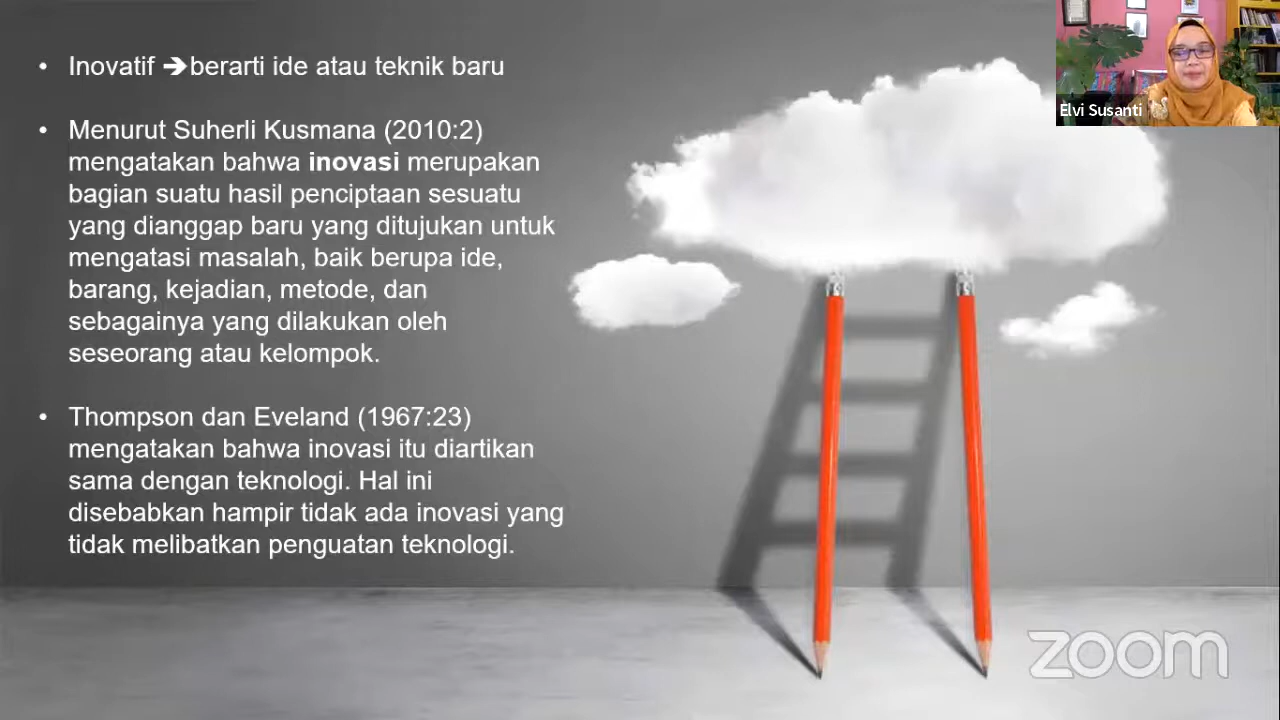 • Inovatif ➔berarti ide atau teknik baru
• Menurut Suherli Kusmana (2010:2)
mengatakan bahwa inovasi merupakan
bagian suatu hasil penciptaan sesuatu
yang dianggap baru yang ditujukan untuk
mengatasi masalah, baik berupa ide,
barang, kejadian, metode, dan
sebagainya yang dilakukan oleh
seseorang atau kelompok.
• Thompson dan Eveland (1967:23)
mengatakan bahwa inovasi itu diartikan
sama dengan teknologi. Hal ini
disebabkan hampir tidak ada inovasi yang
tidak melibatkan penguatan teknologi.
Elvi Susanti
zoom